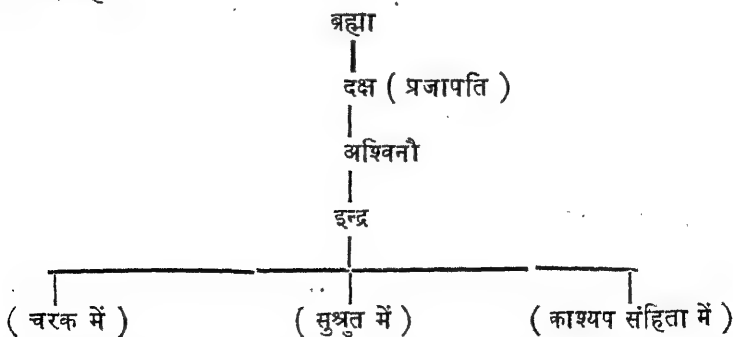 ब्रह्मा
दक्ष ( प्रजापति )
अश्विनौ
इन्द्र
( चरक में ) ( सुश्रुत में ) ( काश्यप संहिता में )